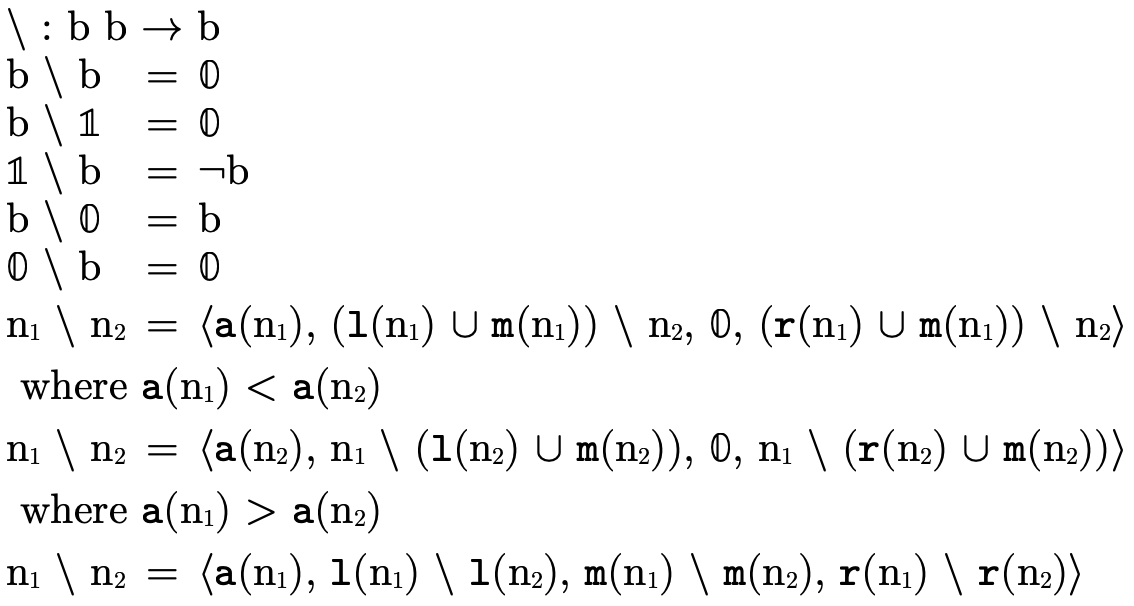 \ : b b → b
b \ b = 𝟘
b \ 𝟙 = 𝟘
𝟙 \ b = ¬b
b \ 𝟘 = b
𝟘 \ b = 𝟘
n₁ \ n₂ = ⟨a(n₁), (l(n₁) ∪ m(n₁)) \ n₂, 𝟘, (r(n₁) ∪ m(n₁)) \ n₂⟩
where a(n₁) < a(n₂)
n₁ \ n₂ = ⟨a(n₂), n₁ \ (l(n₂) ∪ m(n₂)), 𝟘, n₁ \ (r(n₂) ∪ m(n₂))⟩
where a(n₁) > a(n₂)
n₁ \ n₂ = ⟨a(n₁), l(n₁) \ l(n₂), m(n₁) \ m(n₂), r(n₁) \ r(n₂)⟩